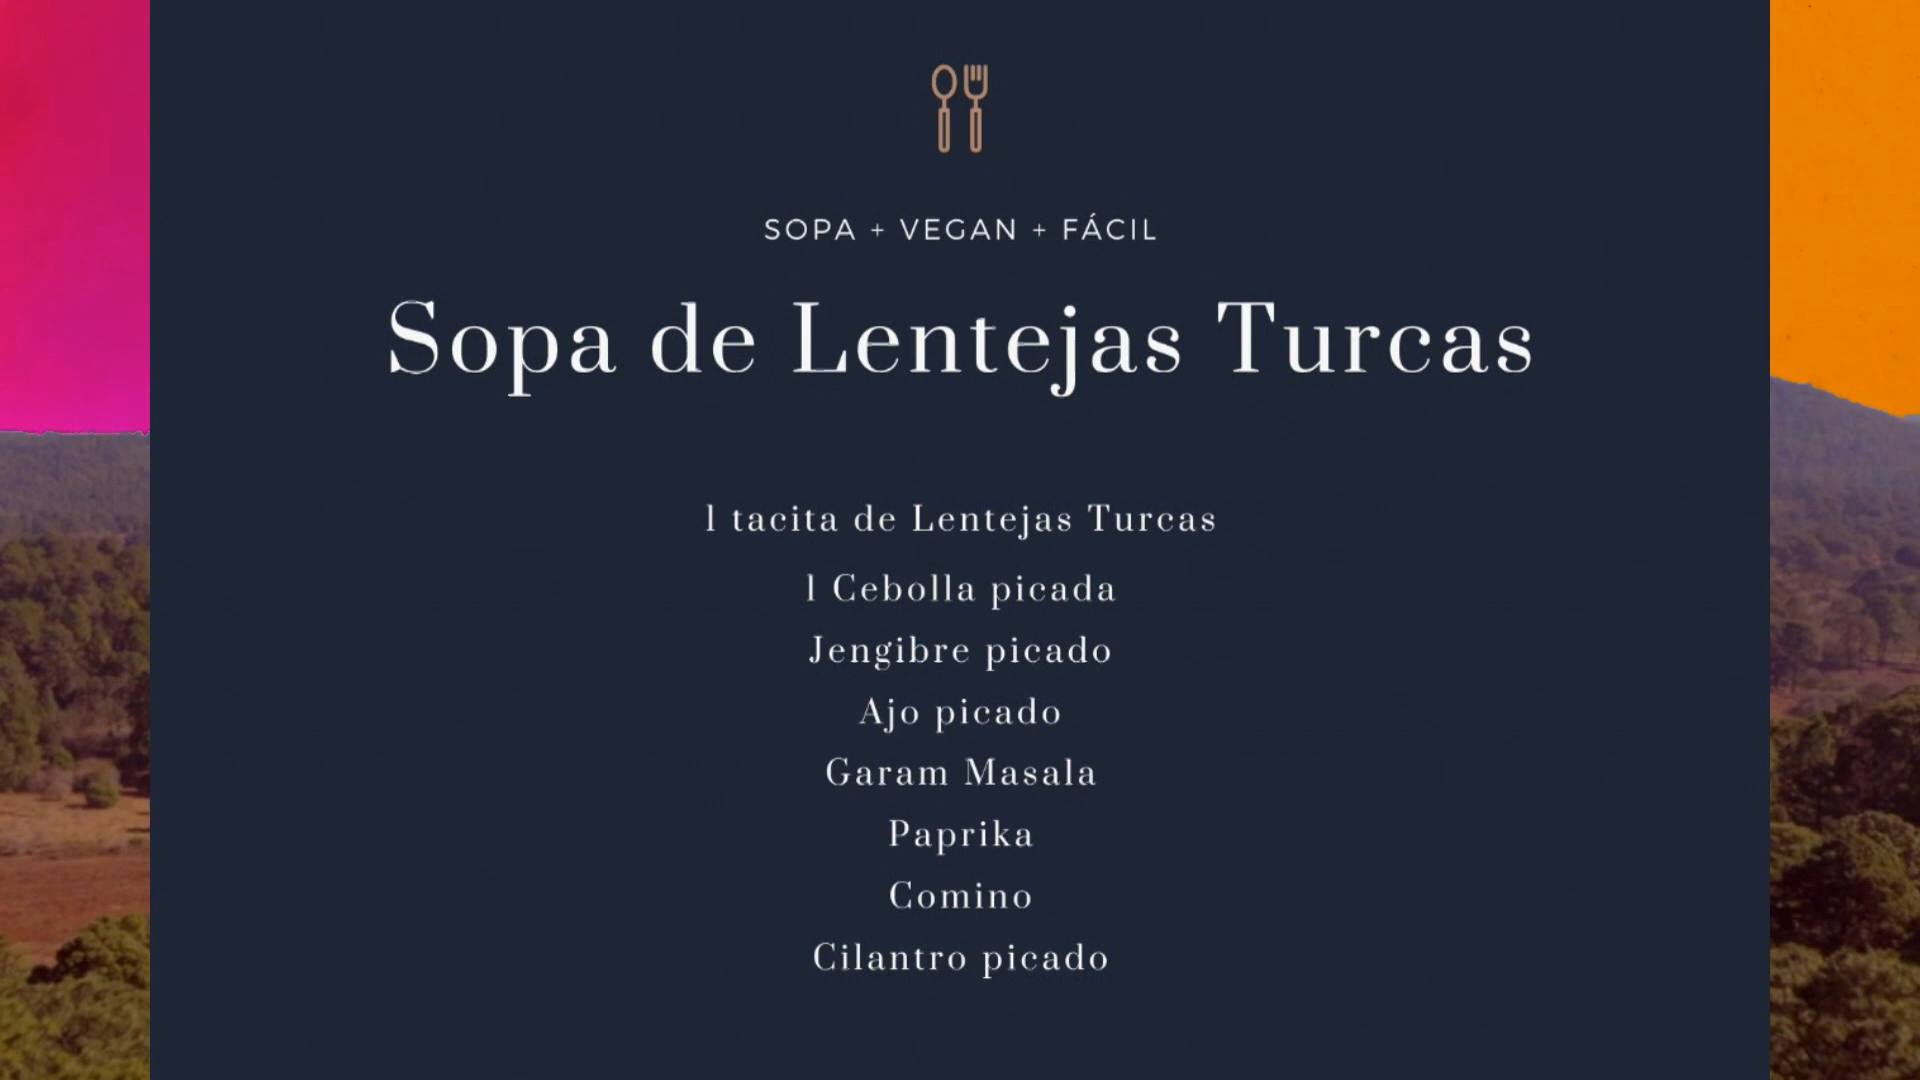 SOPA + VEGAN + FÁCIL
Sopa de Lentejas Turcas
1 tacita de Lentejas Turcas
1 Cebolla picada
Jengibre picado
Ajo picado
Garam Masala
Paprika
Comino
Cilantro picado